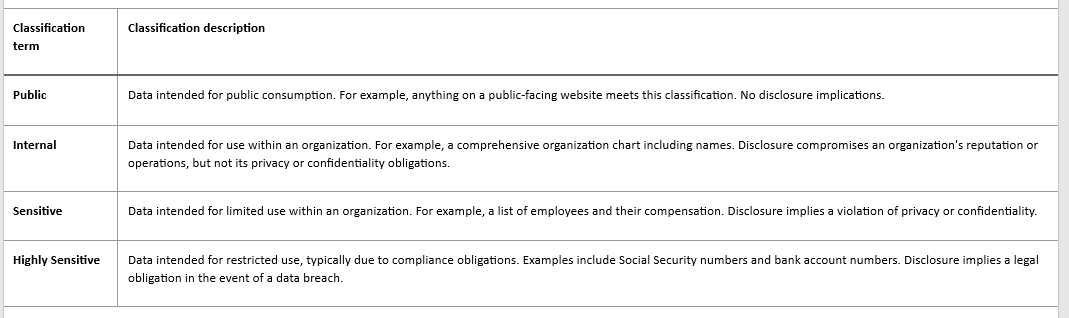 Classification term
Classification description
Public
Data intended for public consumption. For example, anything on a public-facing website meets this classification. No disclosure implications.
Internal
Data intended for use within an organization. For example, a comprehensive organization chart including names. Disclosure compromises an organization's reputation or
operations, but not its privacy or confidentiality obligations.
Sensitive
Data intended for limited use within an organization. For example, a list of employees and their compensation. Disclosure implies a violation of privacy or confidentiality.
Highly Sensitive
Data intended for restricted use, typically due to compliance obligations. Examples include Social Security numbers and bank account numbers. Disclosure implies a legal
obligation in the event of a data breach.